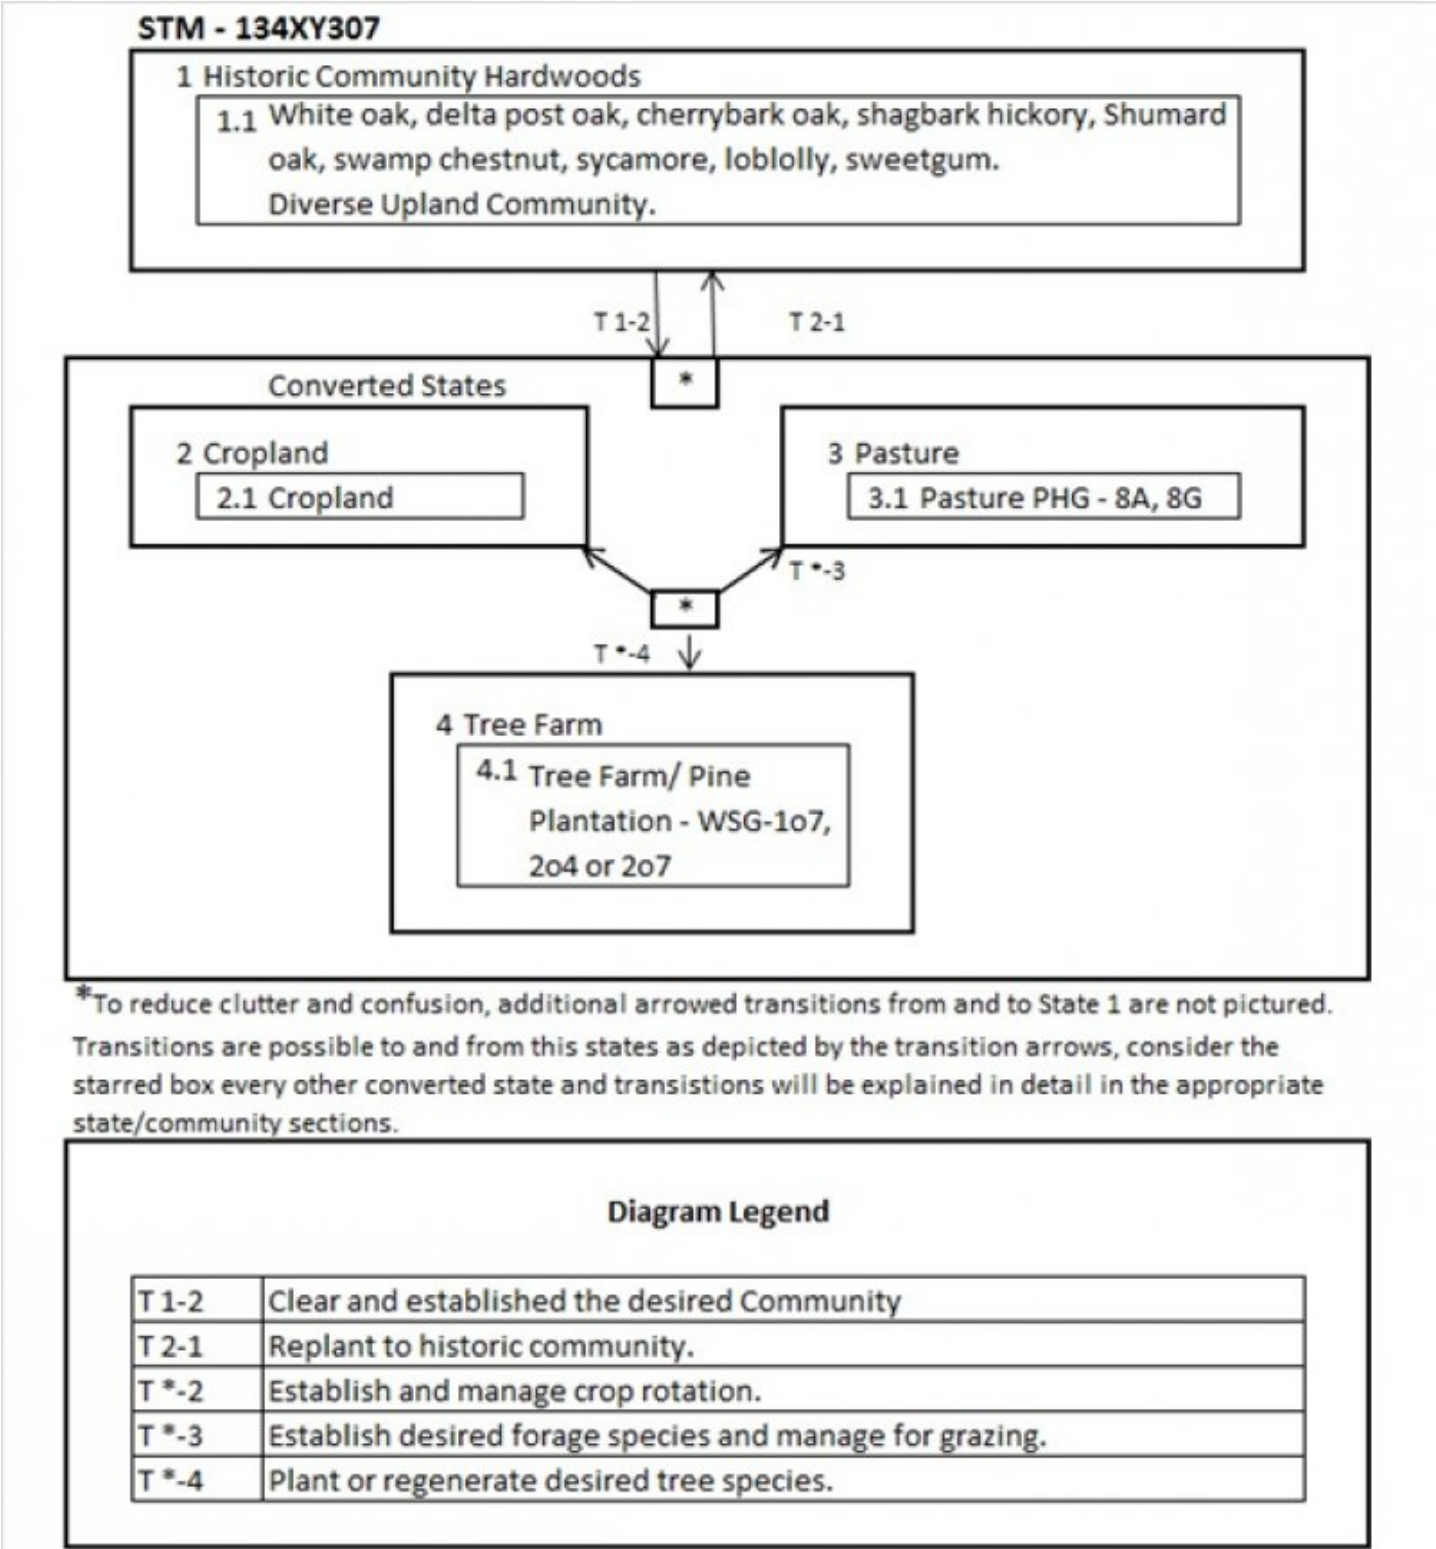 STM - 134XY307
1 Historic Community Hardwoods
1.1 White oak, delta post oak, cherrybark oak, shagbark hickory, Shumard
oak, swamp chestnut, sycamore, loblolly, sweetgum.
Diverse Upland Community.
T 1-2
T 2-1
Converted States
*
2 Cropland
2.1 Cropland
3 Pasture
3.1 Pasture PHG - 8A, 8G
T *-3
*
T *-4
4 Tree Farm
4.1 Tree Farm/ Pine
Plantation - WSG-1o7,
2o4 or 2o7
*To reduce clutter and confusion, additional arrowed transitions from and to State 1 are not pictured.
Transitions are possible to and from this states as depicted by the transition arrows, consider the
starred box every other converted state and transistions will be explained in detail in the appropriate
state/community sections.
Diagram Legend
T 1-2 Clear and established the desired Community
T 2-1 Replant to historic community.
T *-2 Establish and manage crop rotation.
T *-3 Establish desired forage species and manage for grazing.
T *-4 Plant or regenerate desired tree species.